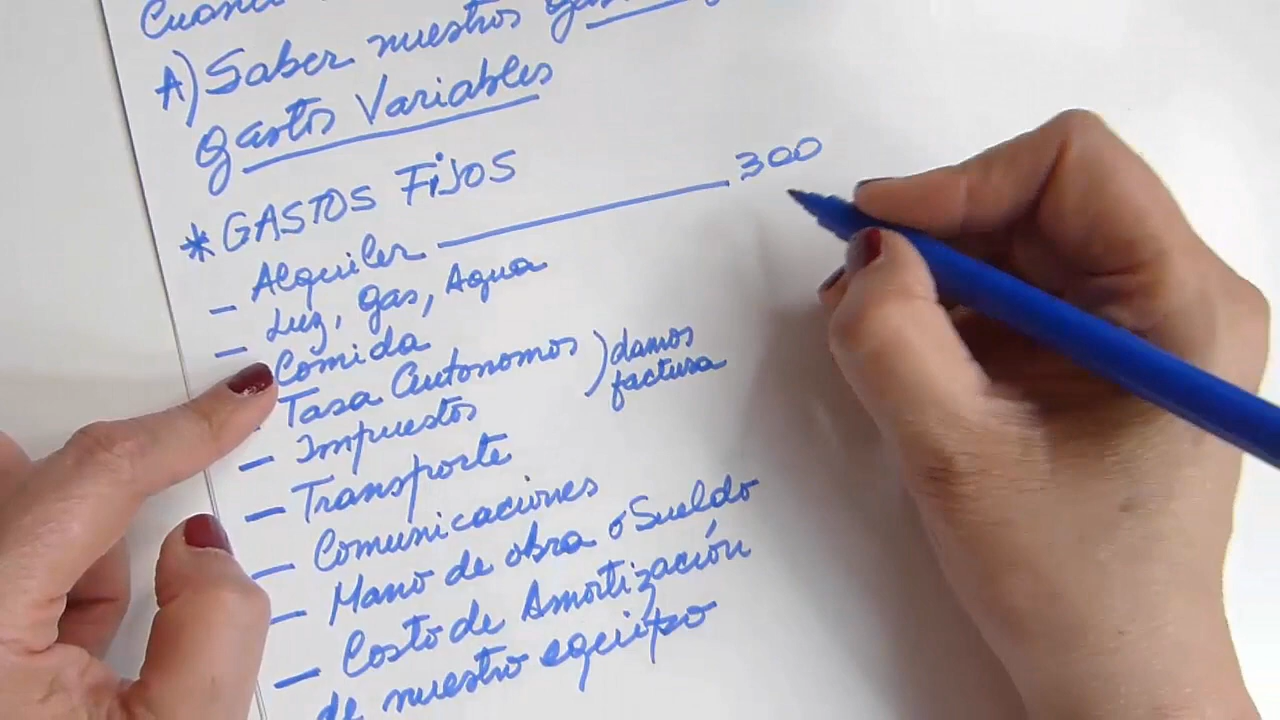 A) Saber nuestros
Gastos Variables
* GASTOS FIJOS
- Alquiler ______ 300
- Luz, Gas, Agua
Comida
- Tasa Autonomos ) damos
factura
- Impuestos
- Transporte
- Comunicaciones
- Mano de obra o Sueldo
- Costo de Amortización
de nuestro equipo